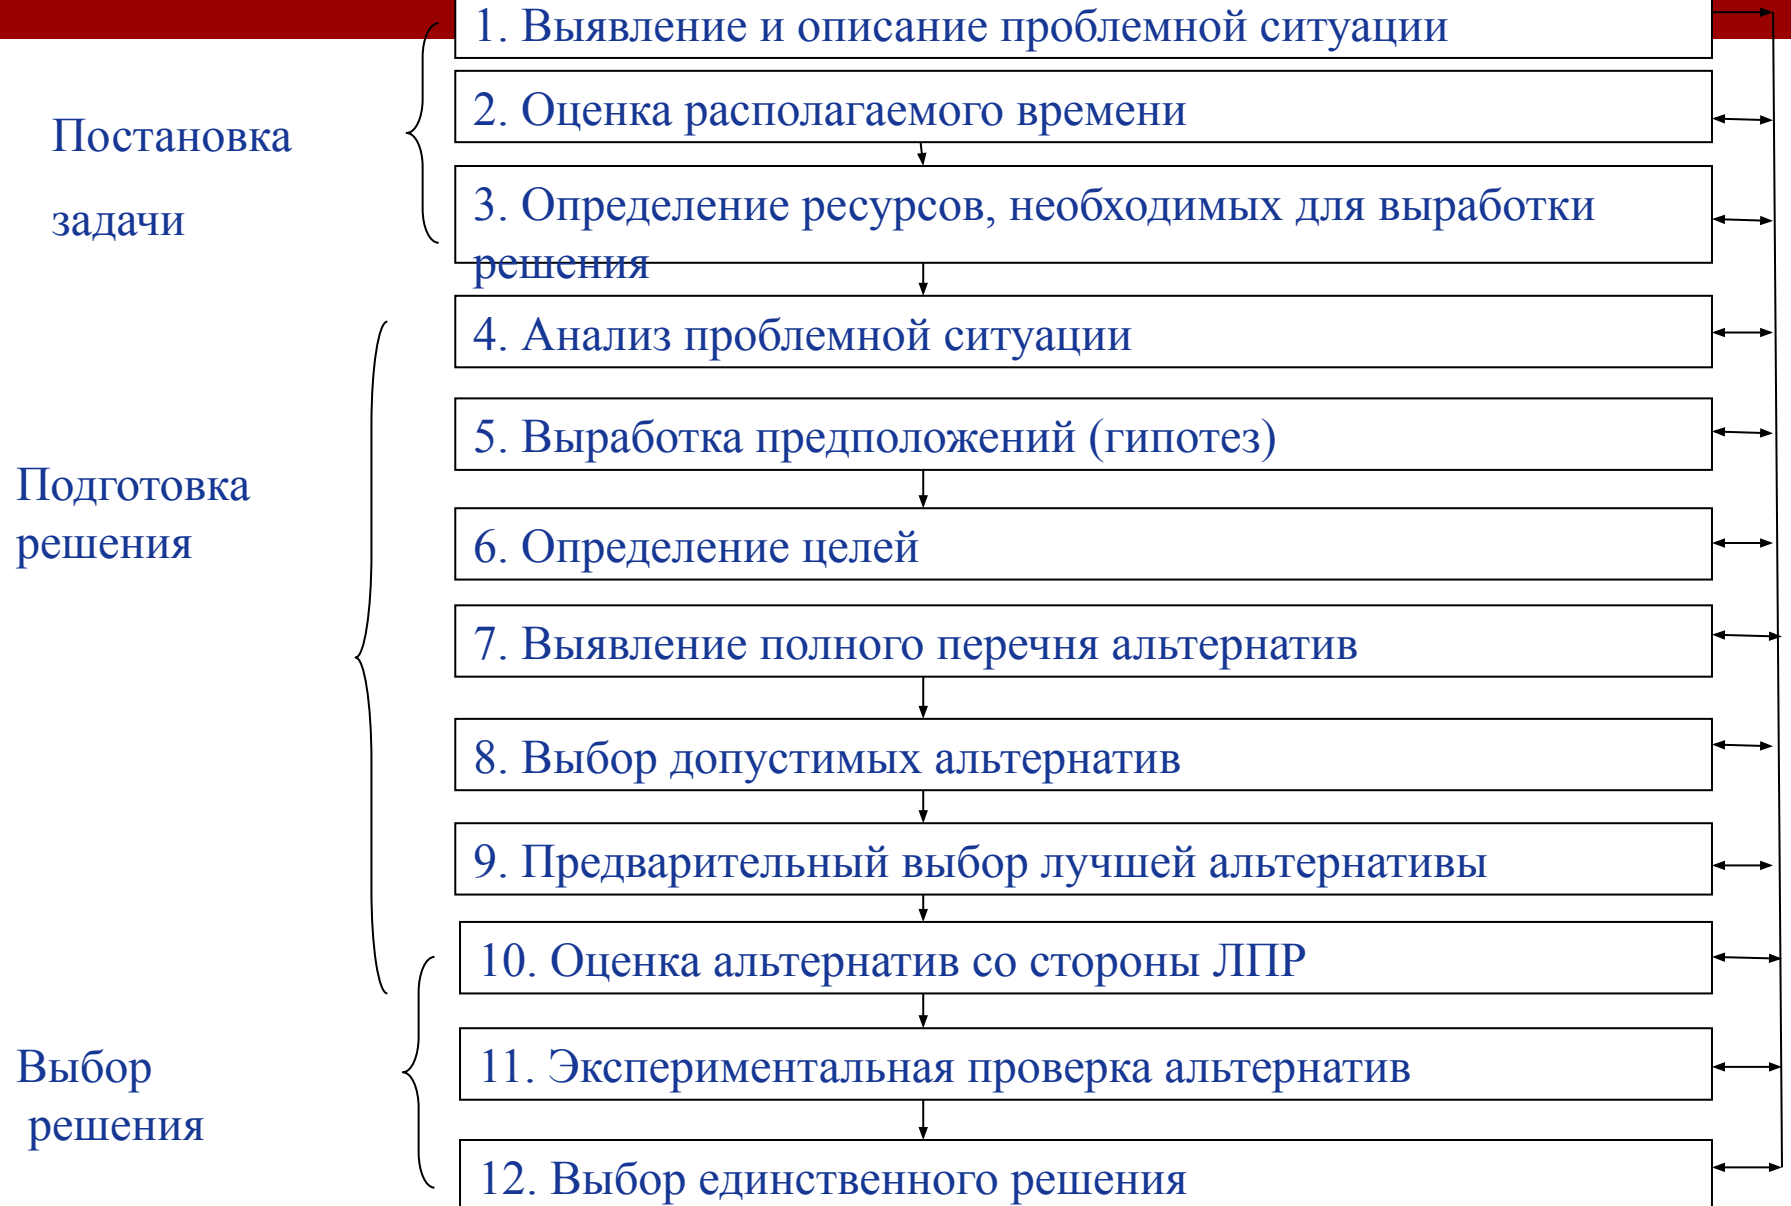 1. Выявление и описание проблемной ситуации
2. Оценка располагаемого времени
Постановка
задачи
3. Определение ресурсов, необходимых для выработки
решения
4. Анализ проблемной ситуации
5. Выработка предположений (гипотез)
Подготовка
решения
6. Определение целей
7. Выявление полного перечня альтернатив
8. Выбор допустимых альтернатив
9. Предварительный выбор лучшей альтернативы
10. Оценка альтернатив со стороны ЛПР
Выбор
решения
11. Экспериментальная проверка альтернатив
12. Выбор единственного решения